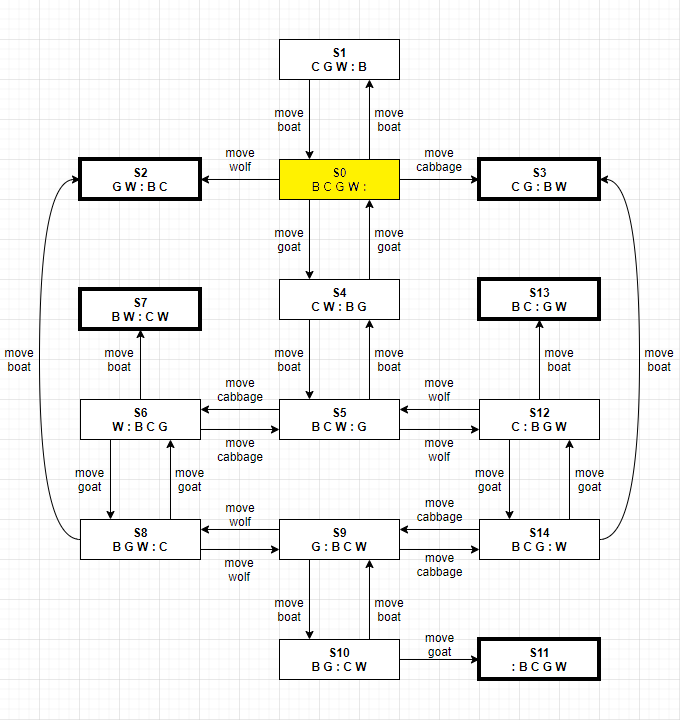 S1
C G W : B
move
boat
move
boat
S2
G W : B C
move
wolf
S0
B C G W :
move
cabbage
S3
C G : B W
move
goat
move
goat
S7
B W : C W
S4
C W : B G
S13
B C : G W
move
boat
move
boat
move
boat
move
boat
move
boat
move
boat
S6
W : B C G
move
cabbage
move
cabbage
S5
B C W : G
move
wolf
move
wolf
S12
C : B G W
move
goat
move
goat
move
goat
move
goat
S8
B G W : C
move
wolf
move
wolf
S9
G : B C W
move
cabbage
move
cabbage
S14
B C G : W
move
boat
move
boat
S10
B G : C W
move
goat
S11
: B C G W